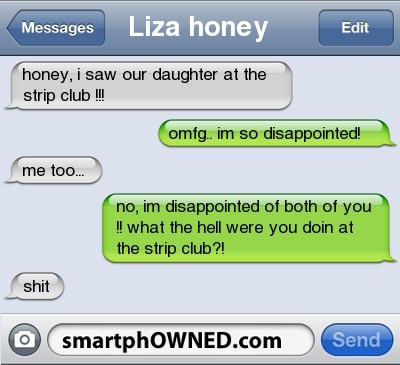 Messages
Liza honey
Edit
honey, i saw our daughter at the
strip club !!!
omfg.. im so disappointed!
me too...
no, im disappointed of both of you
!! what the hell were you doin at
the strip club?!
shit
smartphOWNED.com
Send